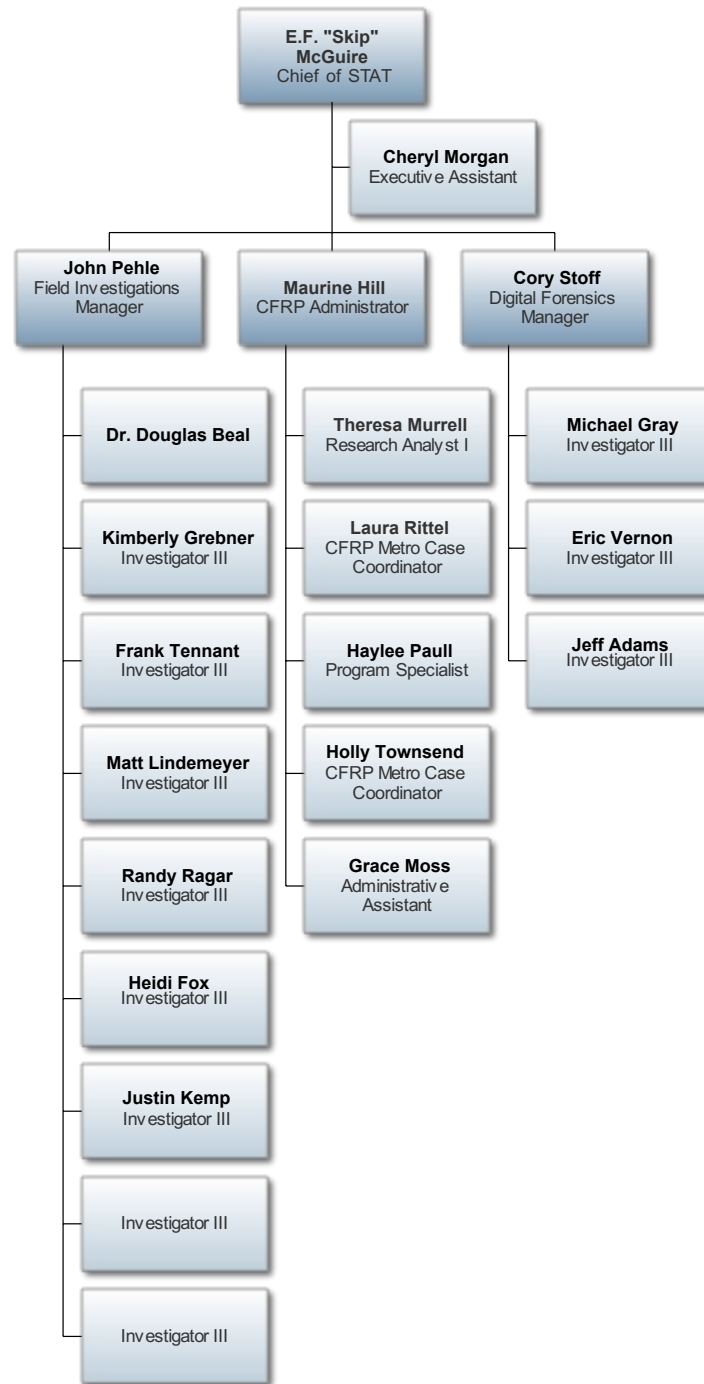 E.F. "Skip"
McGuire
Chief of STAT
Cheryl Morgan
Executive Assistant
John Pehle
Field Investigations
Manager
Maurine Hill
CFRP Administrator
Cory Stoff
Digital Forensics
Manager
Dr. Douglas Beal
Kimberly Grebner
Investigator III
Frank Tennant
Investigator III
Matt Lindemeyer
Investigator III
Randy Ragar
Investigator III
Heidi Fox
Investigator III
Justin Kemp
Investigator III
Investigator III
Investigator III
Theresa Murrell
Research Analyst I
Laura Rittel
CFRP Metro Case
Coordinator
Haylee Paull
Program Specialist
Holly Townsend
CFRP Metro Case
Coordinator
Grace Moss
Administrative
Assistant
Michael Gray
Investigator III
Eric Vernon
Investigator III
Jeff Adams
Investigator III